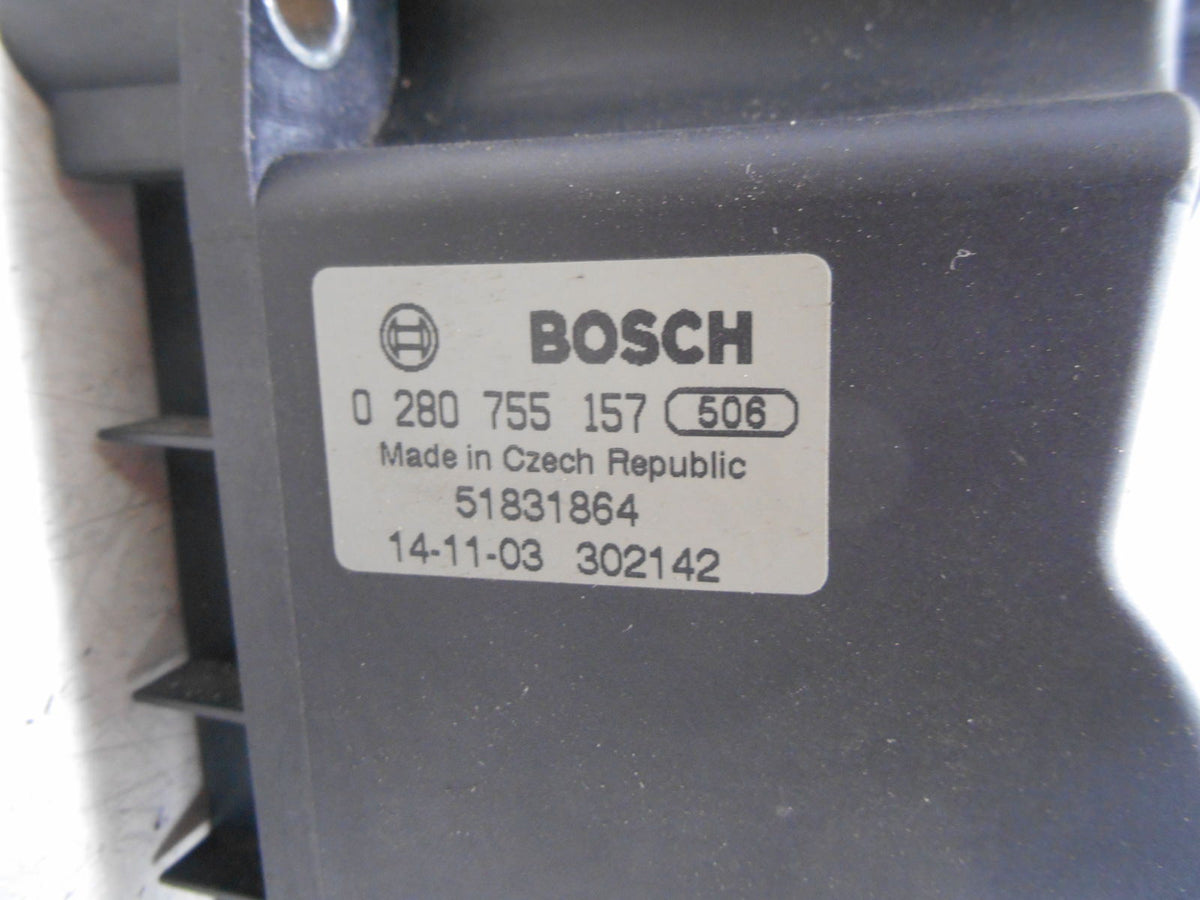 BOSCH
0 280 755 157 506
Made in Czech Republic
51831864
14-11-03 302142